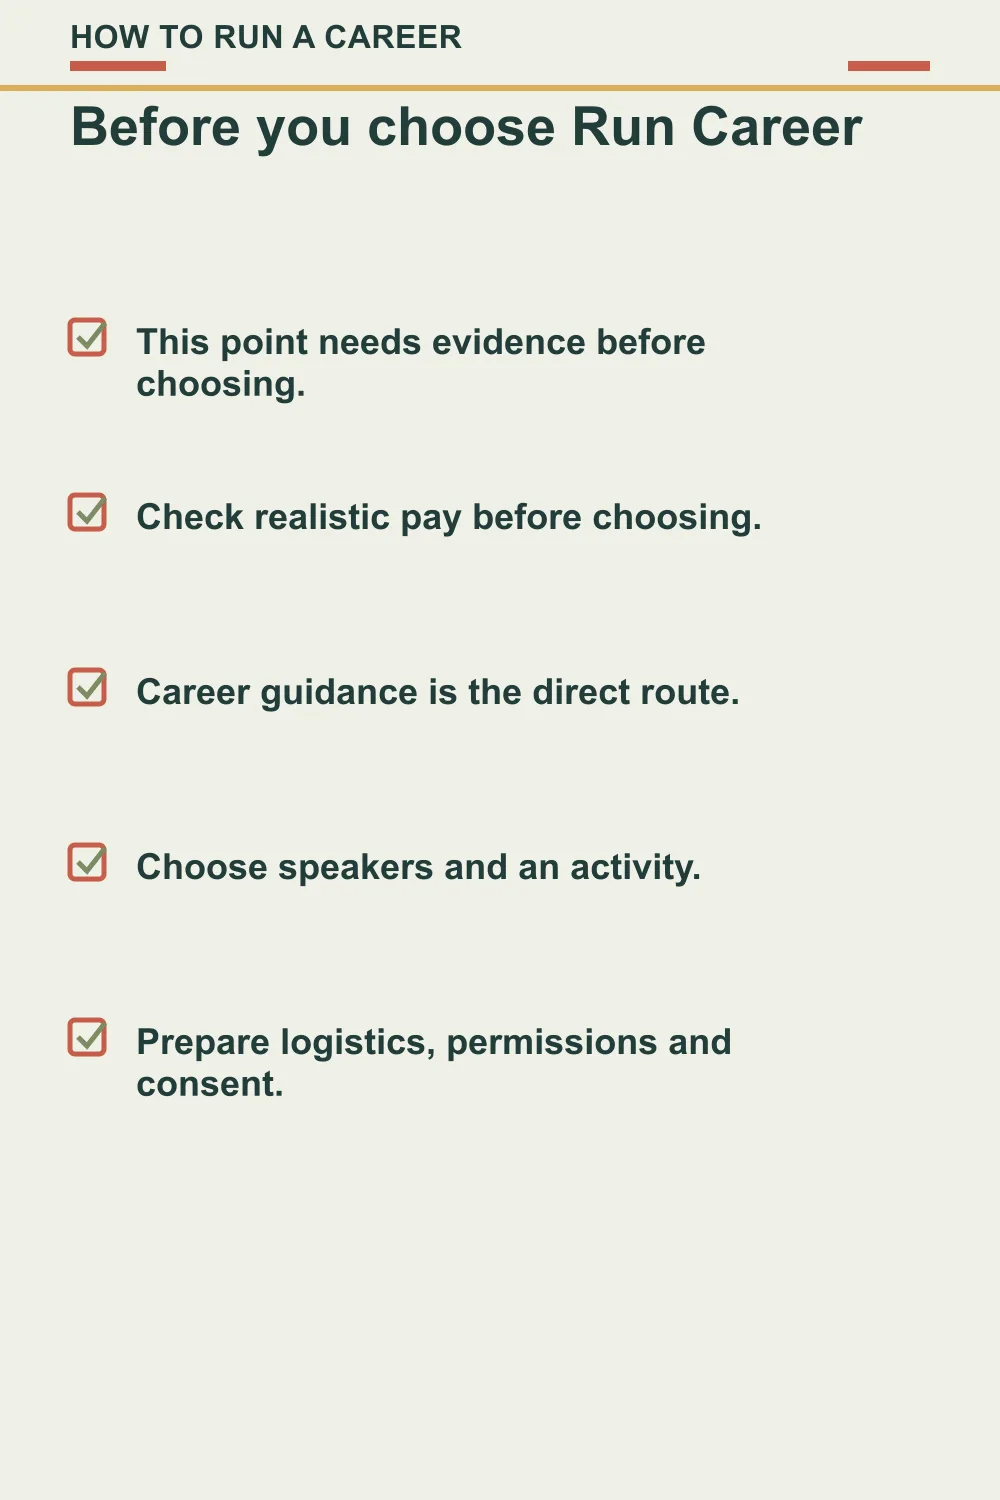 HOW TO RUN A CAREER
Before you choose Run Career
This point needs evidence before
choosing.
Check realistic pay before choosing.
Career guidance is the direct route.
Choose speakers and an activity.
Prepare logistics, permissions and
consent.